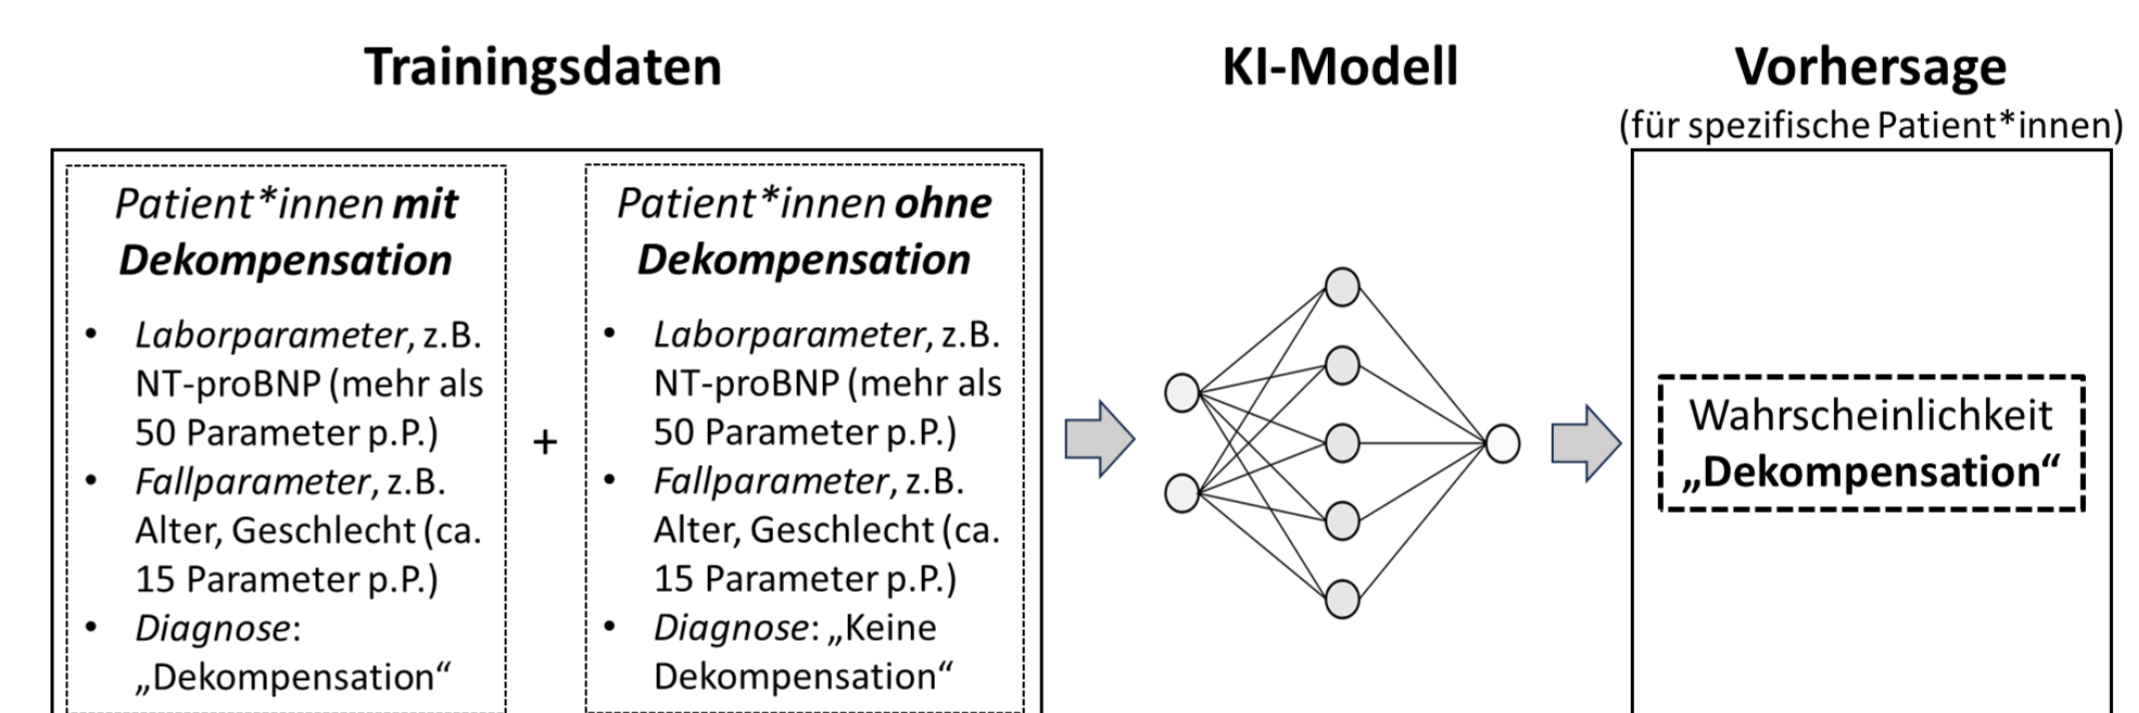 Trainingsdaten
Patient*innen mit
Dekompensation
• Laborparameter, z.B.
NT-proBNP (mehr als
50 Parameter p.P.)
• Fallparameter, z.B.
Alter, Geschlecht (ca.
15 Parameter p.P.)
• Diagnose:
„Dekompensation“
+
Patient*innen ohne
Dekompensation
• Laborparameter, z.B.
NT-proBNP (mehr als
50 Parameter p.P.)
• Fallparameter, z.B.
Alter, Geschlecht (ca.
15 Parameter p.P.)
• Diagnose: „Keine
Dekompensation“
KI-Modell
Vorhersage
(für spezifische Patient*innen)
Wahrscheinlichkeit
„Dekompensation“